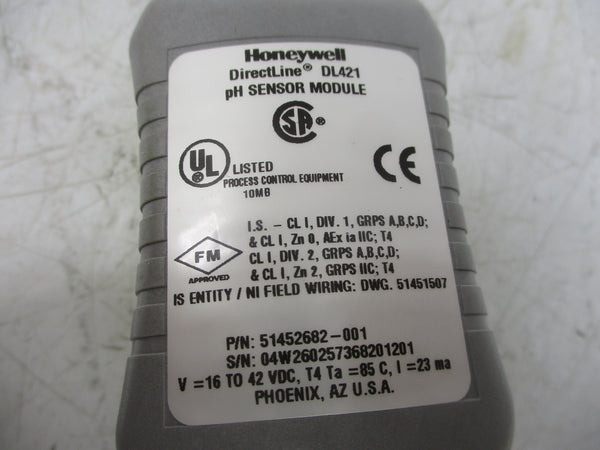 Honeywell
DirectLine® DL421
pH SENSOR MODULE
SA ®
UL ® LISTED
PROCESS CONTROL EQUIPMENT
10MB
CE
I.S. - CL I, DIV. 1, GRPS A,B,C,D;
& CL I, Zn 0, AEx ia IIC; T4
FM
APPROVED
CL I, DIV. 2, GRPS A,B,C,D;
& CL I, Zn 2, GRPS IIC; T4
IS ENTITY / NI FIELD WIRING: DWG. 51451507
P/N: 51452682-001
S/N: 04W260257368201201
V =16 TO 42 VDC, T4 Ta =85 C, I =23 ma
PHOENIX, AZ U.S.A.